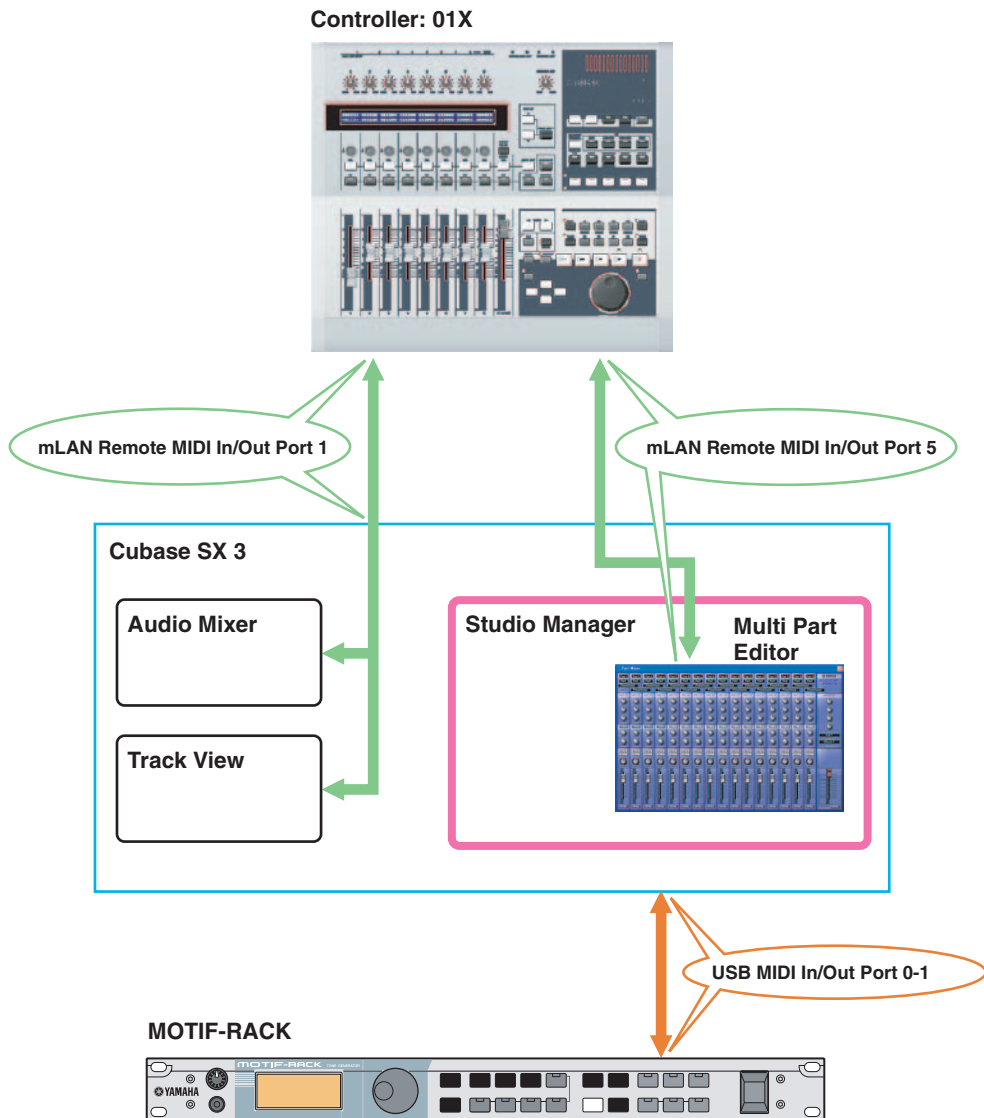 Controller: 01X
mLAN Remote MIDI In/Out Port 1
mLAN Remote MIDI In/Out Port 5
Cubase SX 3
Audio Mixer
Studio Manager
Multi Part
Editor
Track View
USB MIDI In/Out Port 0-1
MOTIF-RACK
MOTIF-RACK TONE GENERATOR
YAMAHA